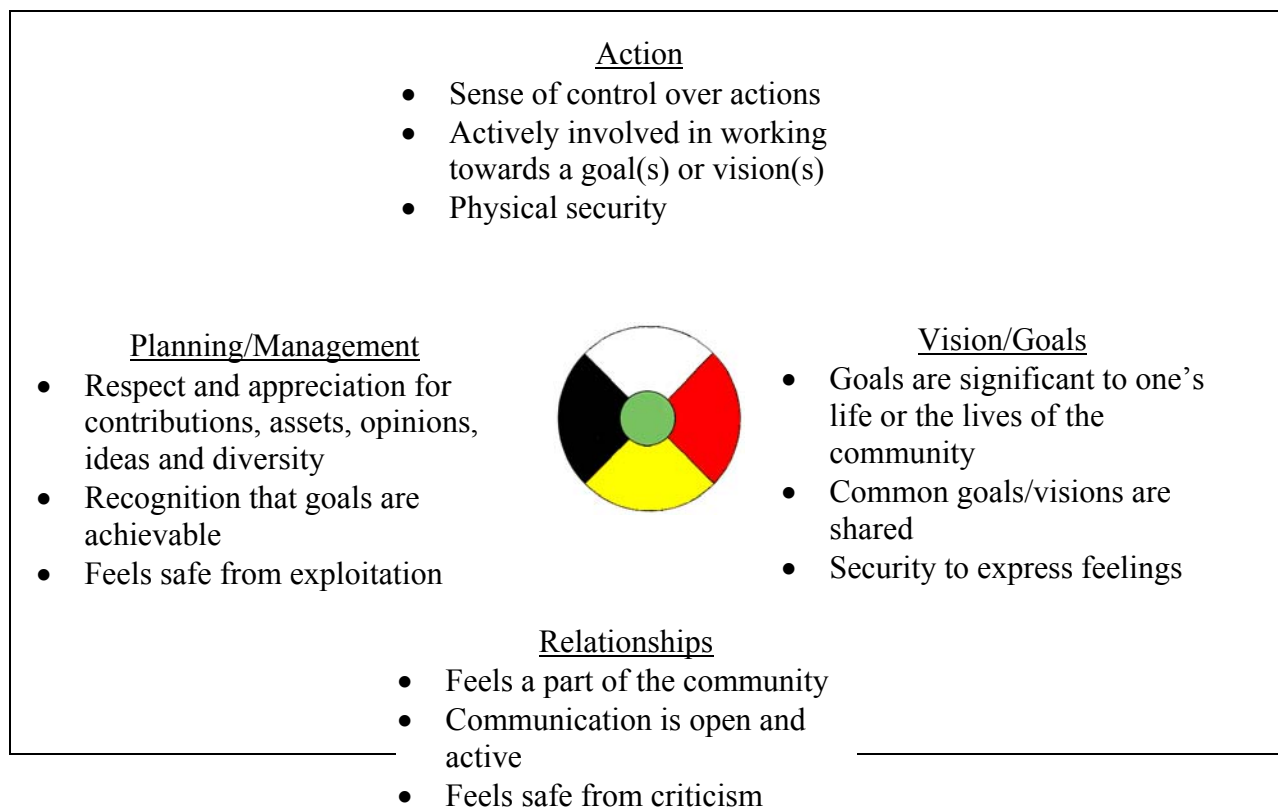 Action
• Sense of control over actions
• Actively involved in working
towards a goal(s) or vision(s)
• Physical security
Planning/Management
• Respect and appreciation for
contributions, assets, opinions,
ideas and diversity
• Recognition that goals are
achievable
• Feels safe from exploitation
Vision/Goals
• Goals are significant to one’s
life or the lives of the
community
• Common goals/visions are
shared
• Security to express feelings
Relationships
• Feels a part of the community
• Communication is open and
active
• Feels safe from criticism